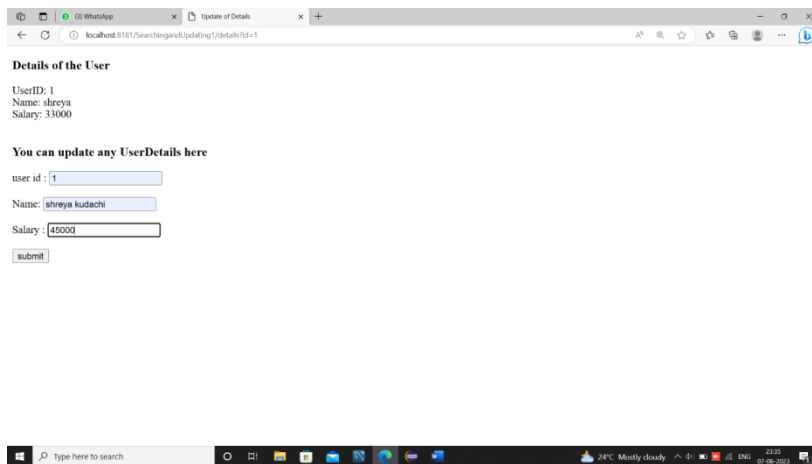 (3) WhatsApp
Update of Details
localhost:8181/SearchingandUpdating1/details?id=1
Details of the User
UserID: 1
Name: shreya
Salary: 33000
You can update any UserDetails here
user id : 1
Name: shreya kudachi
Salary : 45000
submit
Type here to search
24°C Mostly cloudy
ENG
23:35
07-06-2023